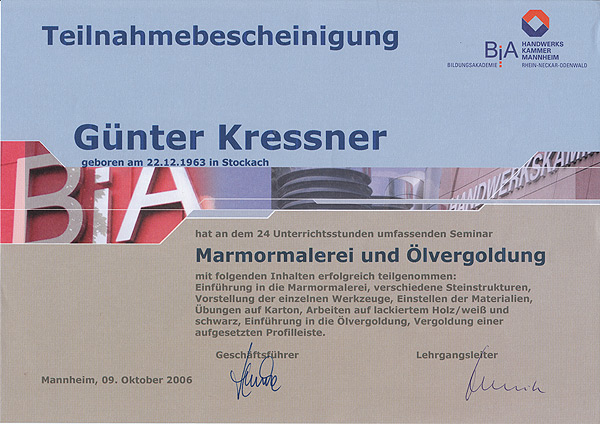 Teilnahmebescheinigung
BiA
BILDUNGSAKADEMIE
HANDWERKS
KAMMER
MANNHEIM
RHEIN-NECKAR-ODENWALD
Günter Kressner
geboren am 22.12.1963 in Stockach
BiA
HANDWERKSKAMM
hat an dem 24 Unterrichtsstunden umfassenden Seminar
Marmormalerei und Ölvergoldung
mit folgenden Inhalten erfolgreich teilgenommen:
Einführung in die Marmormalerei, verschiedene Steinstrukturen,
Vorstellung der einzelnen Werkzeuge, Einstellen der Materialien,
Übungen auf Karton, Arbeiten auf lackiertem Holz/weiß und
schwarz, Einführung in die Ölvergoldung, Vergoldung einer
aufgesetzten Profilleiste.
Geschäftsführer
Lehrgangsleiter
Mannheim, 09. Oktober 2006